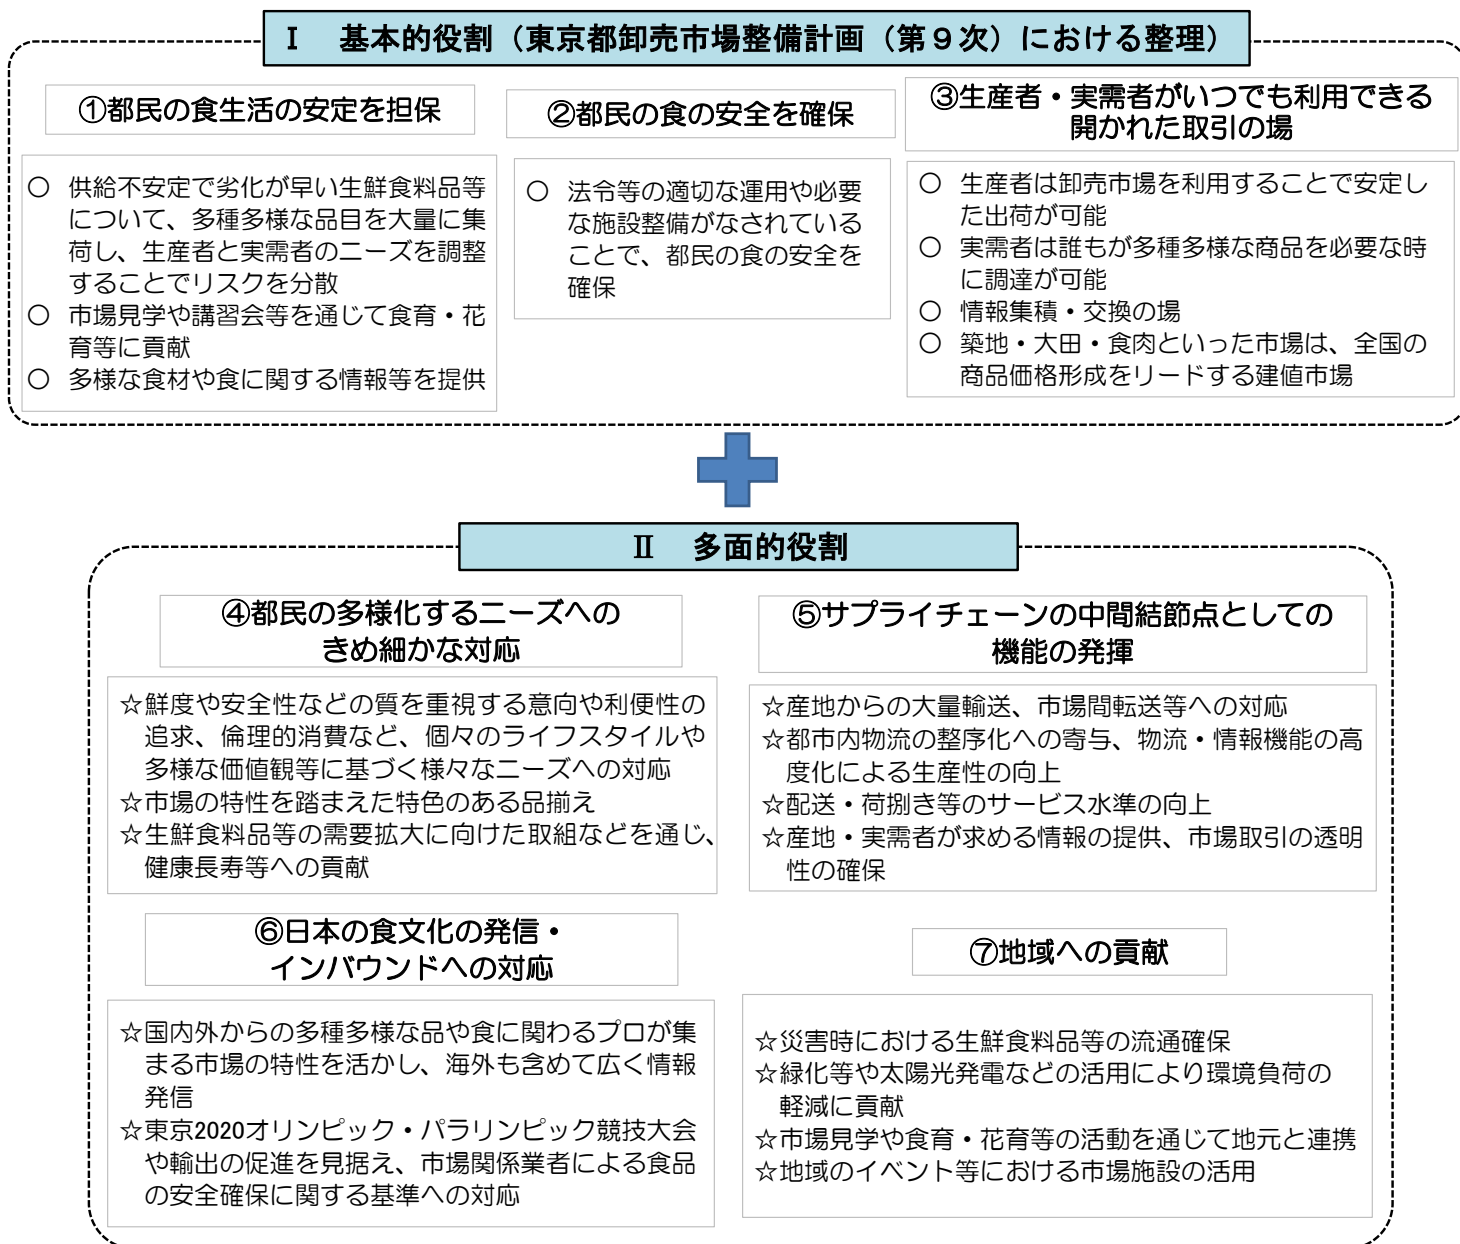 Ⅰ　基本的役割（東京都卸売市場整備計画（第９次）における整理）
①都民の食生活の安定を担保
○　供給不安定で劣化が早い生鮮食料品等
について、多種多様な品目を大量に集
荷し、生産者と実需者のニーズを調整
することでリスクを分散
○　市場見学や講習会等を通じて食育・花
育等に貢献
○　多様な食材や食に関する情報等を提供
②都民の食の安全を確保
○　法令等の適切な運用や必要
な施設整備がなされている
ことで、都民の食の安全を
確保
③生産者・実需者がいつでも利用できる
開かれた取引の場
○　生産者は卸売市場を利用することで安定し
た出荷が可能
○　実需者は誰もが多種多様な商品を必要な時
に調達が可能
○　情報集積・交換の場
○　築地・大田・食肉といった市場は、全国の
商品価格形成をリードする建値市場
Ⅱ　多面的役割
④都民の多様化するニーズへの
きめ細かな対応
☆鮮度や安全性などの質を重視する意向や利便性の
追求、倫理的消費など、個々のライフスタイルや
多様な価値観等に基づく様々なニーズへの対応
☆市場の特性を踏まえた特色のある品揃え
☆生鮮食料品等の需要拡大に向けた取組などを通じ、
健康長寿等への貢献
⑤サプライチェーンの中間結節点としての
機能の発揮
☆産地からの大量輸送、市場間転送等への対応
☆都市内物流の整序化への寄与、物流・情報機能の高
度化による生産性の向上
☆配送・荷捌き等のサービス水準の向上
☆産地・実需者が求める情報の提供、市場取引の透明
性の確保
⑥日本の食文化の発信・
インバウンドへの対応
☆国内外からの多種多様な品や食に関わるプロが集
まる市場の特性を活かし、海外も含めて広く情報
発信
☆東京2020オリンピック・パラリンピック競技大会
や輸出の促進を見据え、市場関係業者による食品
の安全確保に関する基準への対応
⑦地域への貢献
☆災害時における生鮮食料品等の流通確保
☆緑化等や太陽光発電などの活用により環境負荷の
軽減に貢献
☆市場見学や食育・花育等の活動を通じて地元と連携
☆地域のイベント等における市場施設の活用